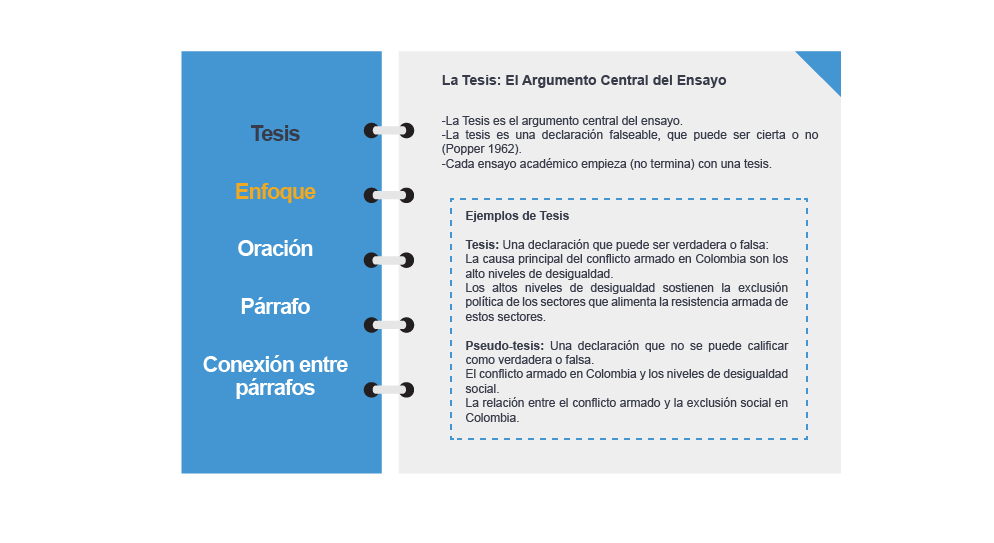 Tesis
Enfoque
Oración
Párrafo
Conexión entre
párrafos
La Tesis: El Argumento Central del Ensayo
-La Tesis es el argumento central del ensayo.
-La tesis es una declaración falseable, que puede ser cierta o no
(Popper 1962).
-Cada ensayo académico empieza (no termina) con una tesis.
Ejemplos de Tesis
Tesis: Una declaración que puede ser verdadera o falsa:
La causa principal del conflicto armado en Colombia son los
alto niveles de desigualdad.
Los altos niveles de desigualdad sostienen la exclusión
política de los sectores que alimenta la resistencia armada de
estos sectores.
Pseudo-tesis: Una declaración que no se puede calificar
como verdadera o falsa.
El conflicto armado en Colombia y los niveles de desigualdad
social.
La relación entre el conflicto armado y la exclusión social en
Colombia.